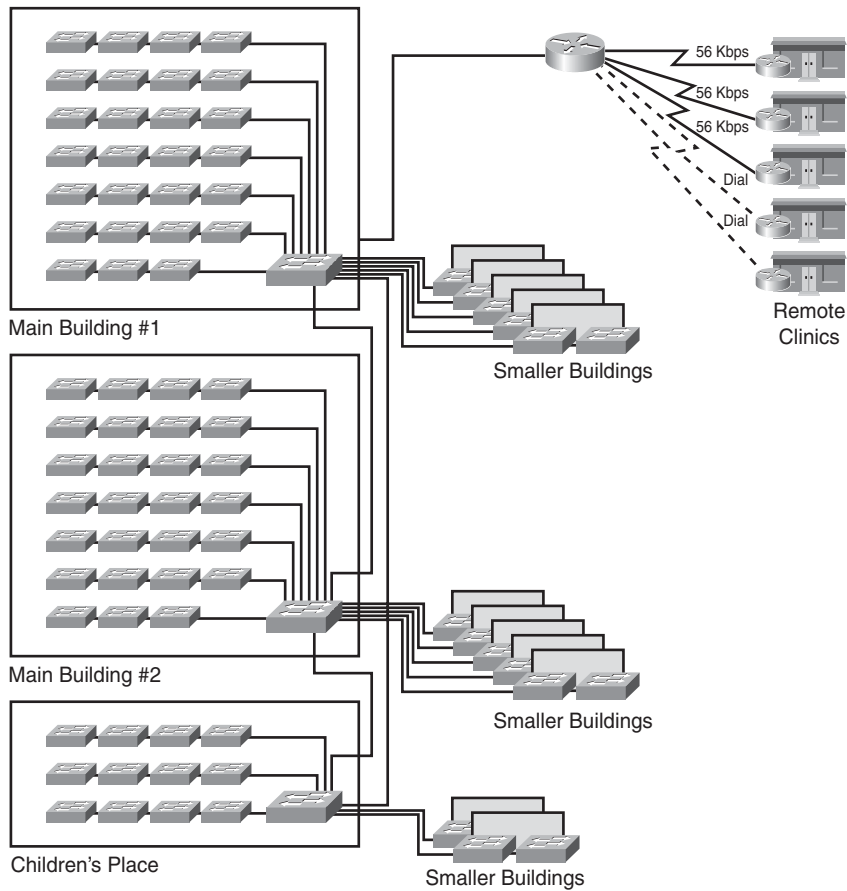 56 Kbps
56 Kbps
56 Kbps
Dial
Dial
Remote
Clinics
Main Building #1
Smaller Buildings
Main Building #2
Smaller Buildings
Children's Place
Smaller Buildings